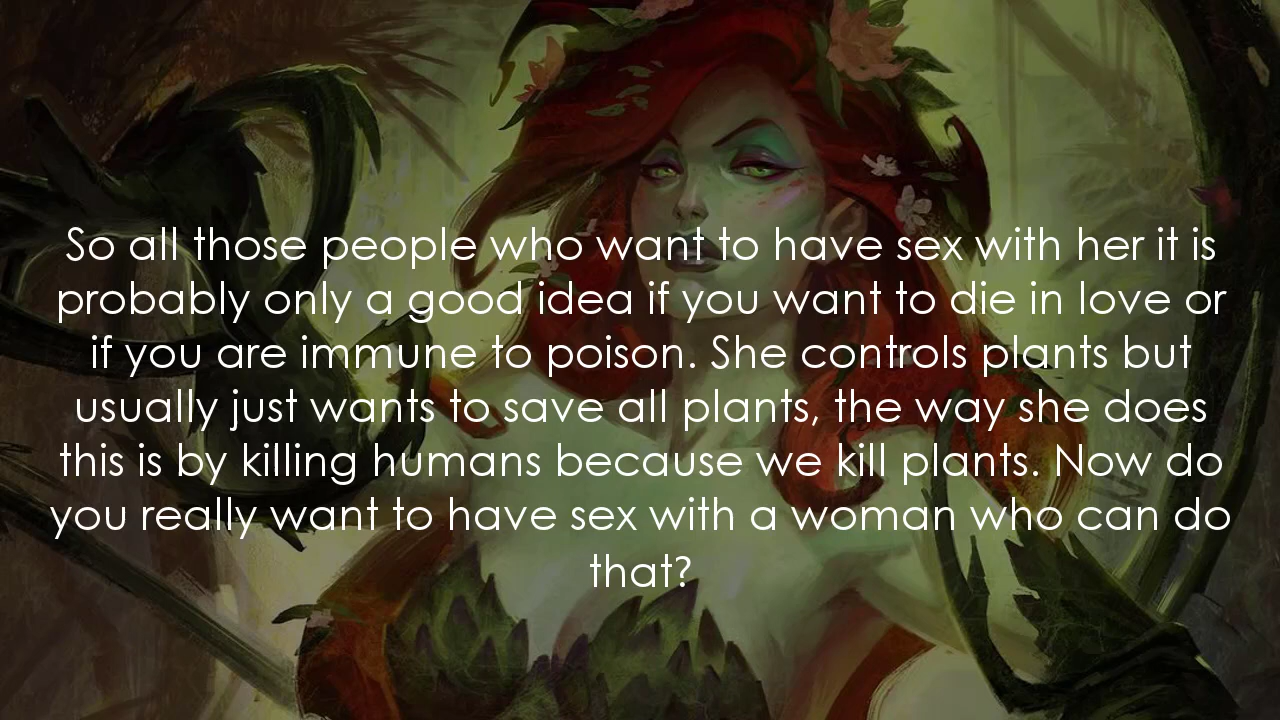 So all those people who want to have sex with her it is
probably only a good idea if you want to die in love or
if you are immune to poison. She controls plants but
usually just wants to save all plants, the way she does
this is by killing humans because we kill plants. Now do
you really want to have sex with a woman who can do
that?